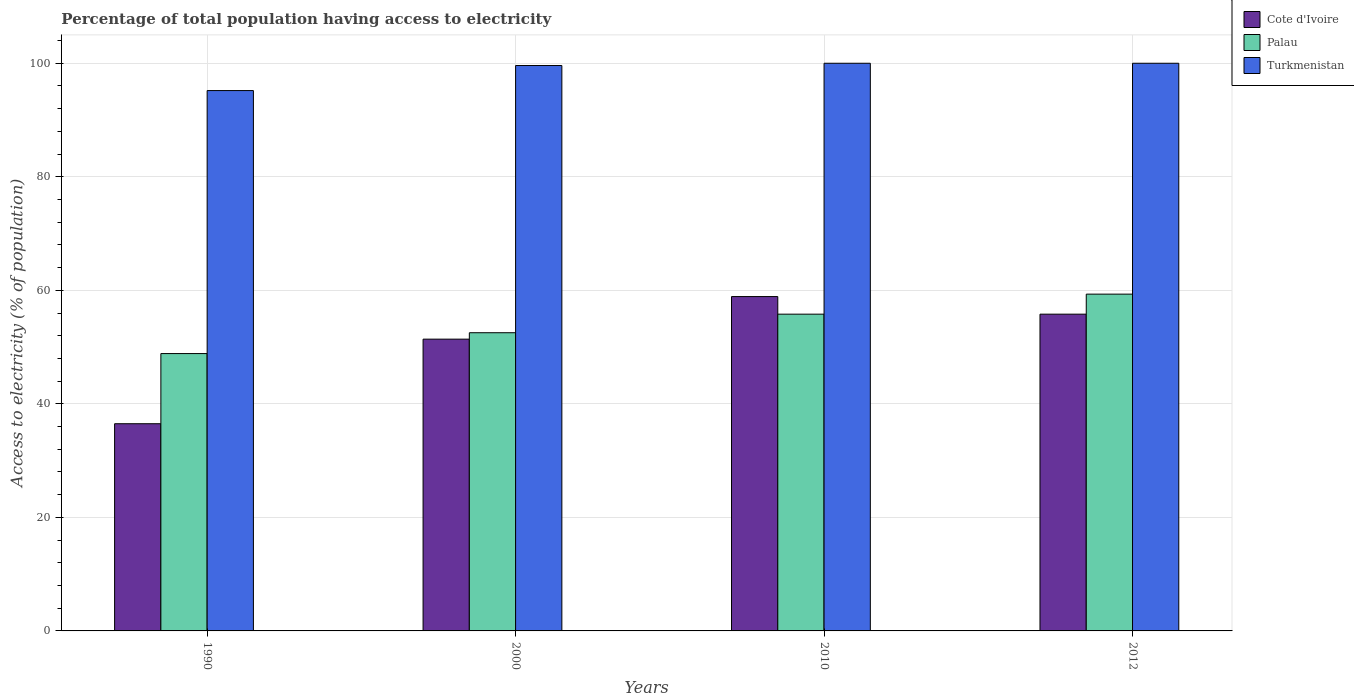 Percentage of total population having access to electricity
Cote d'Ivoire
Palau
Turkmenistan
Access to electricity (% of population)
100
80
60
40
20
0
1990
2000
2010
2012
Years